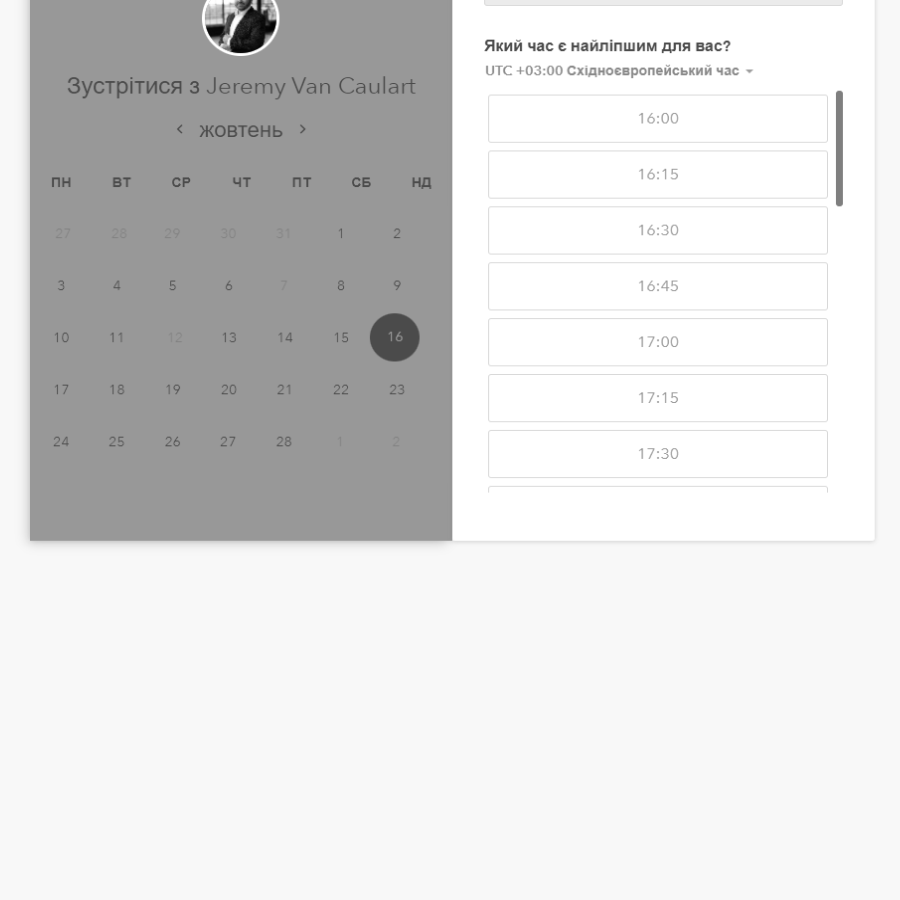 Зустрітися з Jeremy Van Caulart
жовтень
ПН ВТ СР ЧТ ПТ СБ НД
27 28 29 30 31 1 2
3 4 5 6 7 8 9
10 11 12 13 14 15 16
17 18 19 20 21 22 23
24 25 26 27 28 1 2
Який час є найліпшим для вас?
UTC +03:00 Східноєвропейський час
16:00
16:15
16:30
16:45
17:00
17:15
17:30